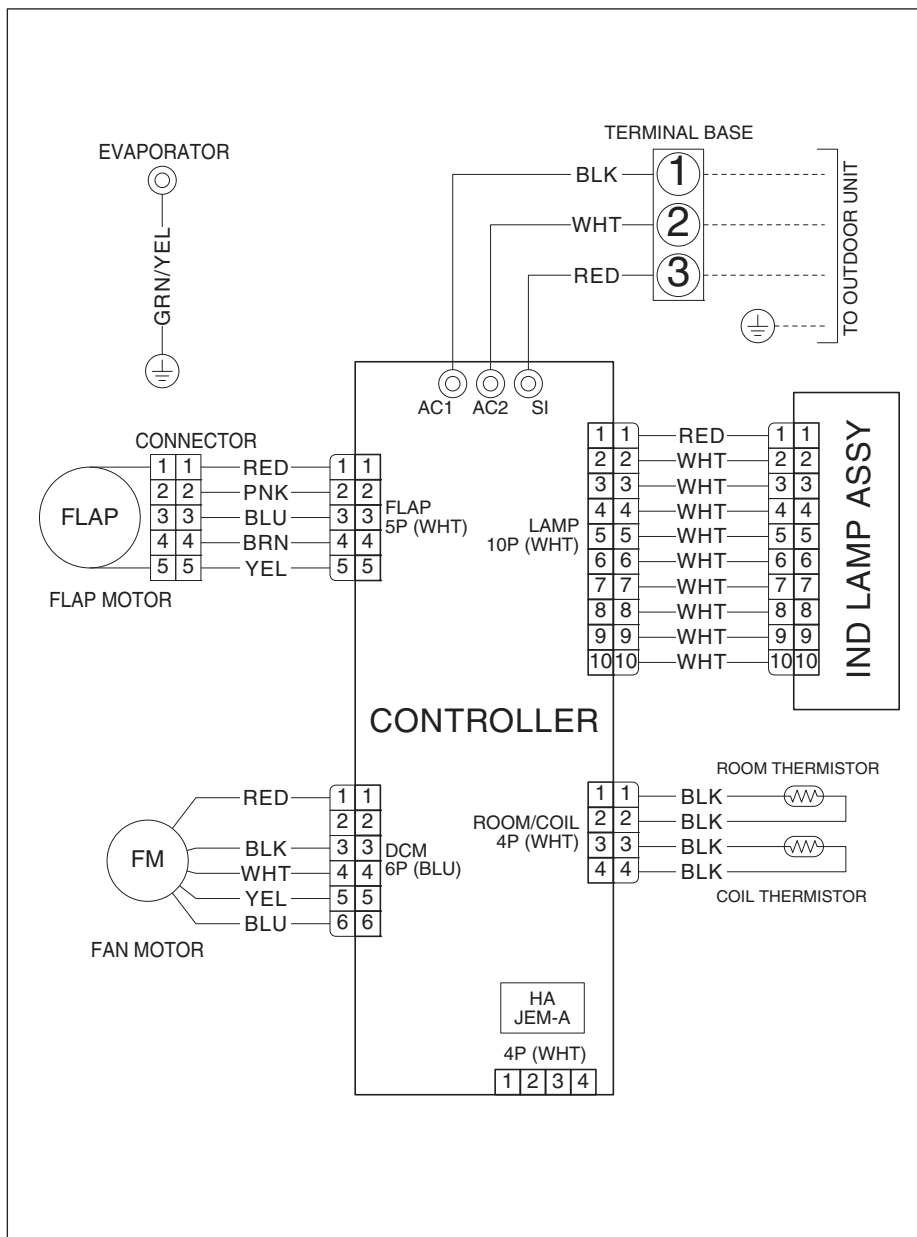 EVAPORATOR
GRN/YEL
TERMINAL BASE
BLK 1
WHT 2
RED 3
TO OUTDOOR UNIT
AC1 AC2 SI
CONNECTOR
1 1 RED 1 1
2 2 PNK 2 2
3 3 BLU 3 3
4 4 BRN 4 4
5 5 YEL 5 5
FLAP
FLAP MOTOR
FLAP
5P (WHT)
LAMP
10P (WHT)
1 1 RED 1 1
2 2 WHT 2 2
3 3 WHT 3 3
4 4 WHT 4 4
5 5 WHT 5 5
6 6 WHT 6 6
7 7 WHT 7 7
8 8 WHT 8 8
9 9 WHT 9 9
10 10 WHT 10 10
IND LAMP ASSY
CONTROLLER
FM
FAN MOTOR
RED 1 1
2 2
BLK 3 3
WHT 4 4
YEL 5 5
BLU 6 6
DCM
6P (BLU)
ROOM/COIL
4P (WHT)
1 1 BLK
2 2 BLK
3 3 BLK
4 4 BLK
ROOM THERMISTOR
COIL THERMISTOR
HA
JEM-A
4P (WHT)
1 2 3 4